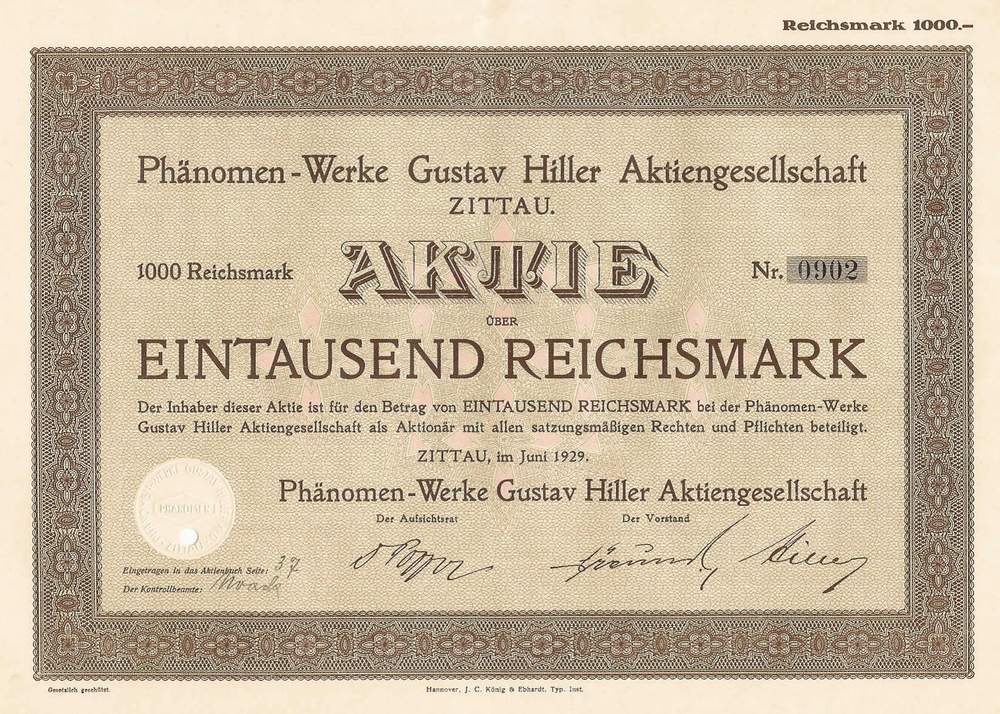 Reichsmark 1000.—
Phänomen-Werke Gustav Hiller Aktiengesellschaft
ZITTAU.
AKTIE
1000 Reichsmark
Nr. 0902
ÜBER
EINTAUSEND REICHSMARK
Der Inhaber dieser Aktie ist für den Betrag von EINTAUSEND REICHSMARK bei der Phänomen-Werke
Gustav Hiller Aktiengesellschaft als Aktionär mit allen satzungsmäßigen Rechten und Pflichten beteiligt.
ZITTAU, im Juni 1929.
Phänomen-Werke Gustav Hiller Aktiengesellschaft
Der Aufsichtsrat
Der Vorstand
Eingetragen in das Aktienbuch Seite: 37
Der Kontrollbeamte:
Gesetzlich geschützt.
Hannover, J. C. König & Ebhardt, Typ. Inst.